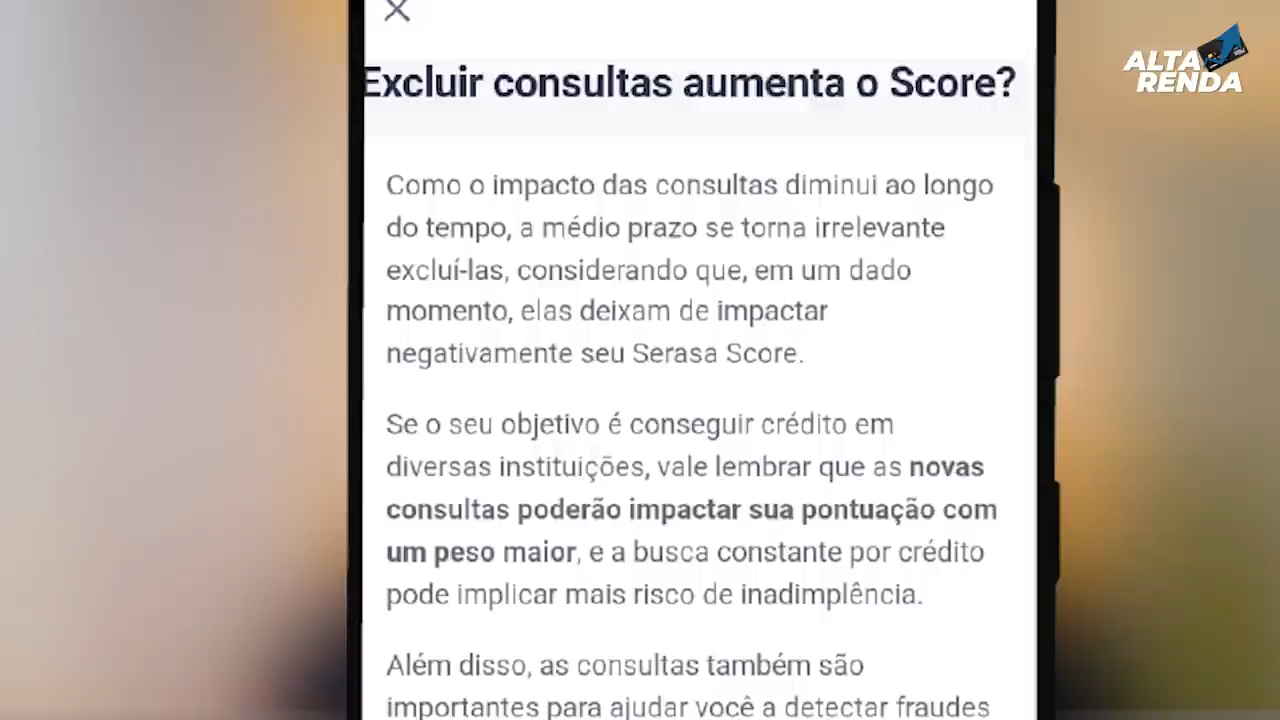 ALTA
RENDA
Excluir consultas aumenta o Score?
Como o impacto das consultas diminui ao longo
do tempo, a médio prazo se torna irrelevante
excluí-las, considerando que, em um dado
momento, elas deixam de impactar
negativamente seu Serasa Score.
Se o seu objetivo é conseguir crédito em
diversas instituições, vale lembrar que as novas
consultas poderão impactar sua pontuação com
um peso maior, e a busca constante por crédito
pode implicar mais risco de inadimplência.
Além disso, as consultas também são
importantes para ajudar você a detectar fraudes